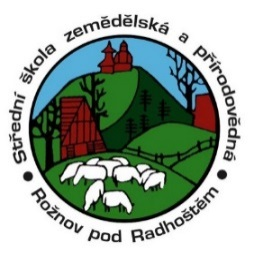 Střední škola zemědělská a přírodovědná
Rožnov pod Radhoštěm